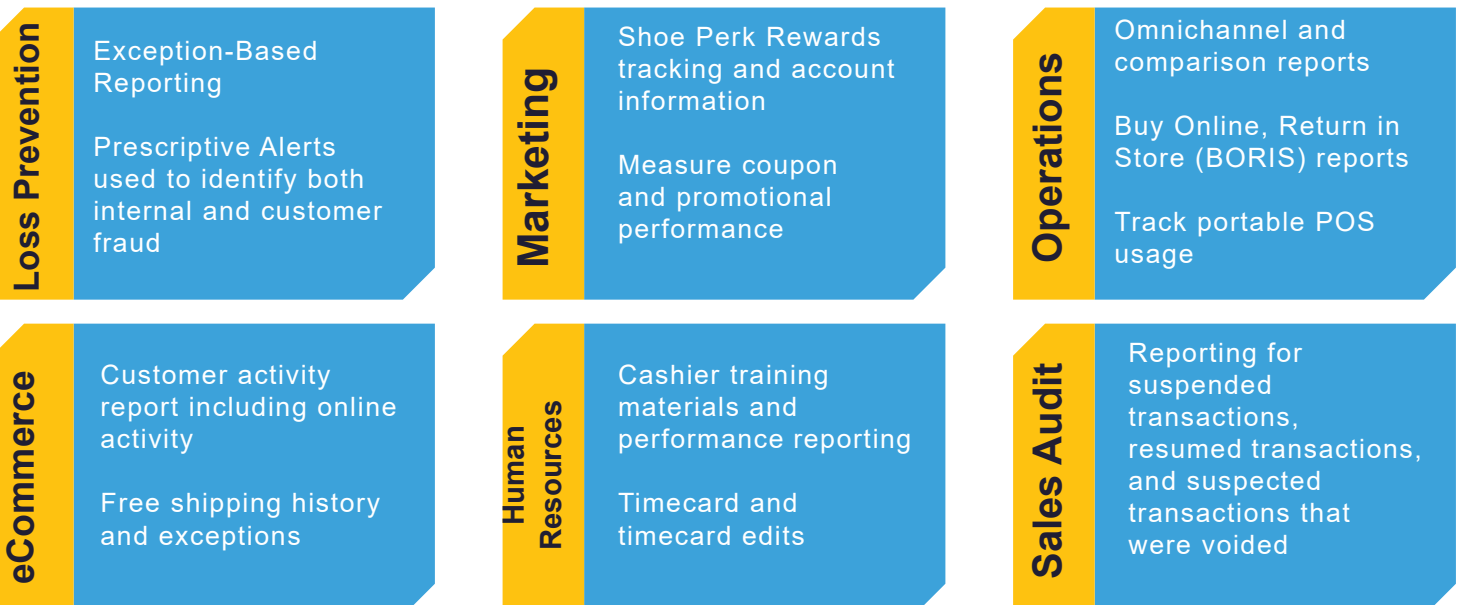 Loss Prevention
Exception-Based
Reporting
Prescriptive Alerts
used to identify both
internal and customer
fraud
Marketing
Shoe Perk Rewards
tracking and account
information
Measure coupon
and promotional
performance
Operations
Omnichannel and
comparison reports
Buy Online, Return in
Store (BORIS) reports
Track portable POS
usage
eCommerce
Customer activity
report including online
activity
Free shipping history
and exceptions
Human
Resources
Cashier training
materials and
performance reporting
Timecard and
timecard edits
Sales Audit
Reporting for
suspended
transactions,
resumed transactions,
and suspected
transactions that
were voided